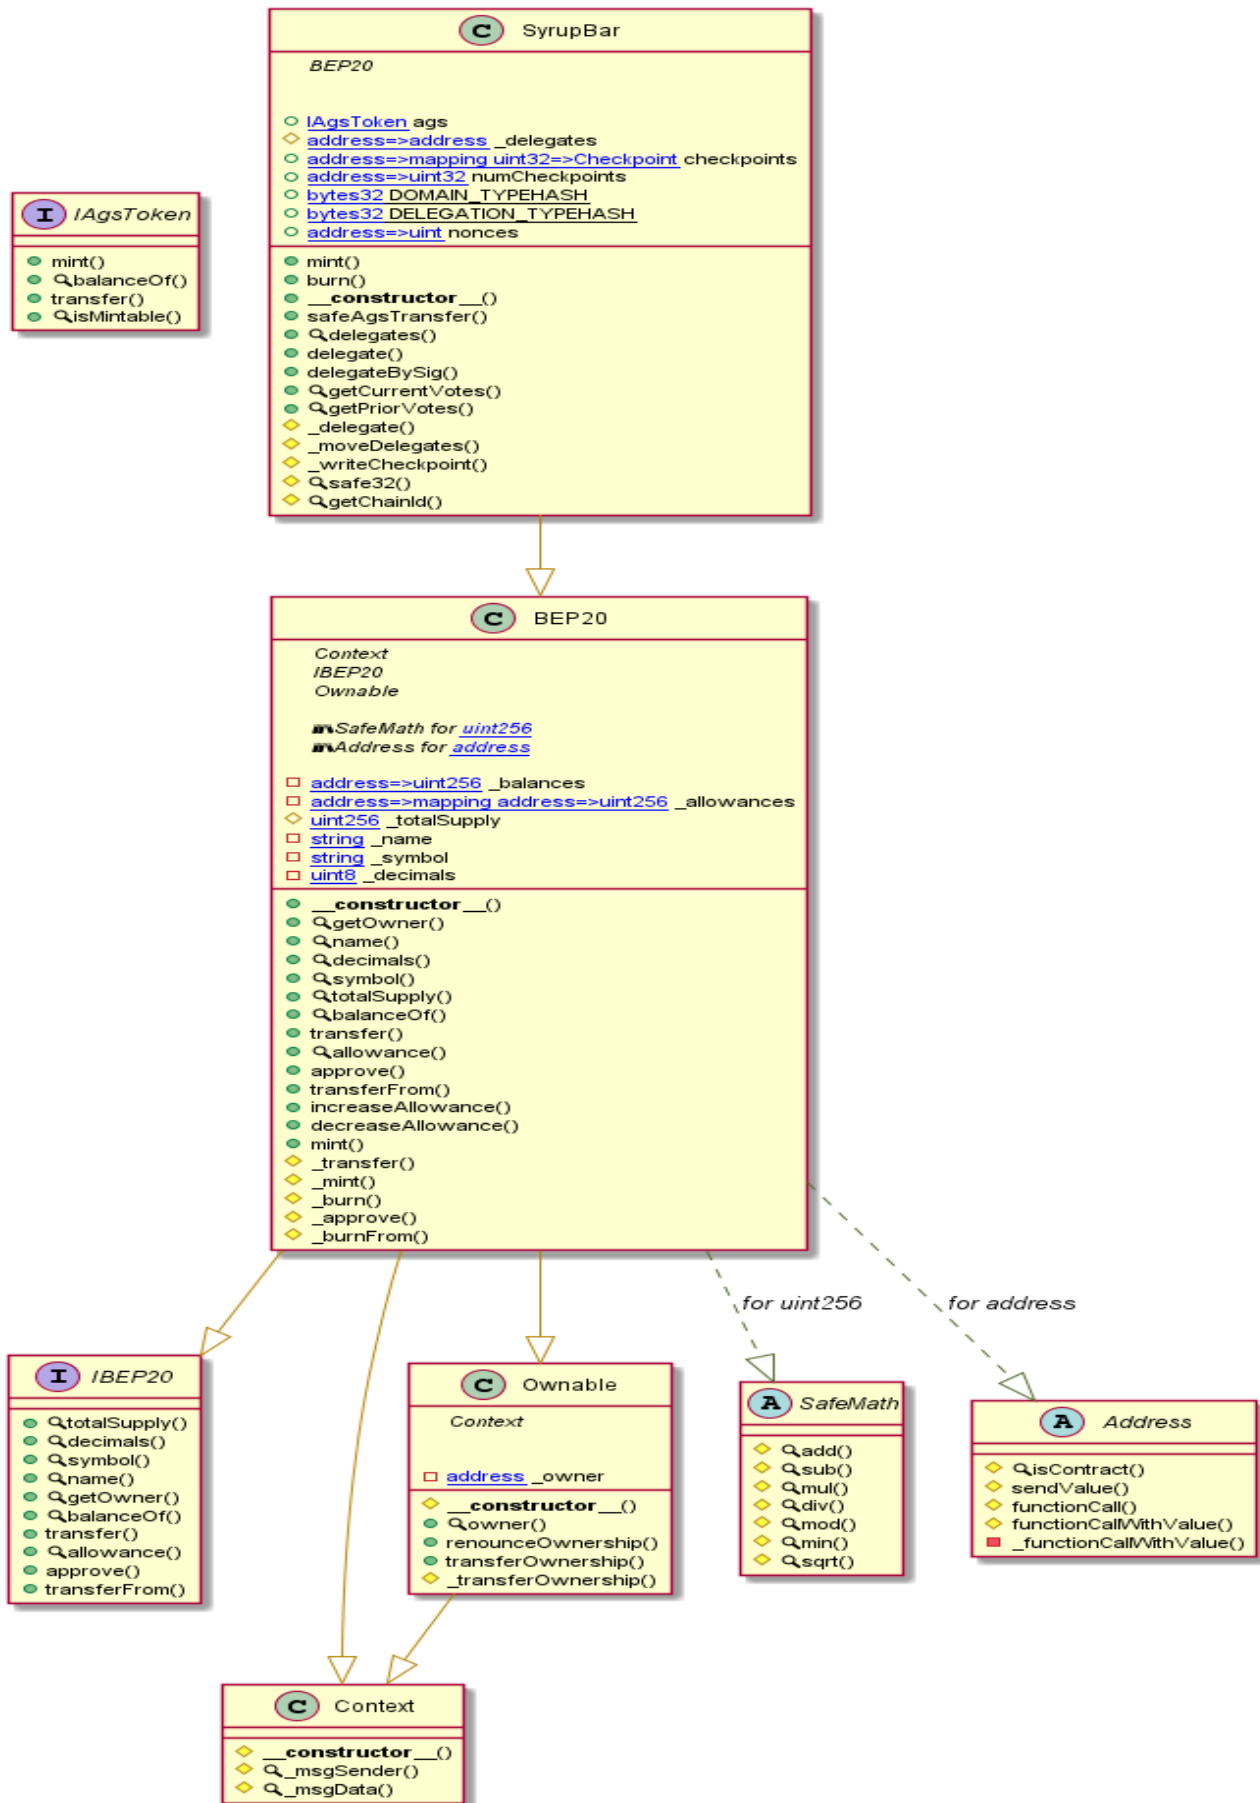 C SyrupBar
BEP20
IAgsToken ags
address=>address _delegates
address=>mapping uint32=>Checkpoint checkpoints
address=>uint32 numCheckpoints
bytes32 DOMAIN_TYPEHASH
bytes32 DELEGATION_TYPEHASH
address=>uint nonces
mint()
burn()
__constructor__()
safeAgsTransfer()
delegates()
delegate()
delegateBySig()
getCurrentVotes()
getPriorVotes()
_delegate()
_moveDelegates()
_writeCheckpoint()
safe32()
getChainId()
I IAgsToken
mint()
balanceOf()
transfer()
isMintable()
C BEP20
Context
IBEP20
Ownable
SafeMath for uint256
Address for address
address=>uint256 _balances
address=>mapping address=>uint256 _allowances
uint256 _totalSupply
string _name
string _symbol
uint8 _decimals
__constructor__()
getOwner()
name()
decimals()
symbol()
totalSupply()
balanceOf()
transfer()
allowance()
approve()
transferFrom()
increaseAllowance()
decreaseAllowance()
mint()
_transfer()
_mint()
_burn()
_approve()
_burnFrom()
for uint256
for address
I IBEP20
totalSupply()
decimals()
symbol()
name()
getOwner()
balanceOf()
transfer()
allowance()
approve()
transferFrom()
C Ownable
Context
address _owner
__constructor__()
owner()
renounceOwnership()
transferOwnership()
_transferOwnership()
A SafeMath
add()
sub()
mul()
div()
mod()
min()
sqrt()
A Address
isContract()
sendValue()
functionCall()
functionCallWithValue()
_functionCallWithValue()
C Context
__constructor__()
_msgSender()
_msgData()